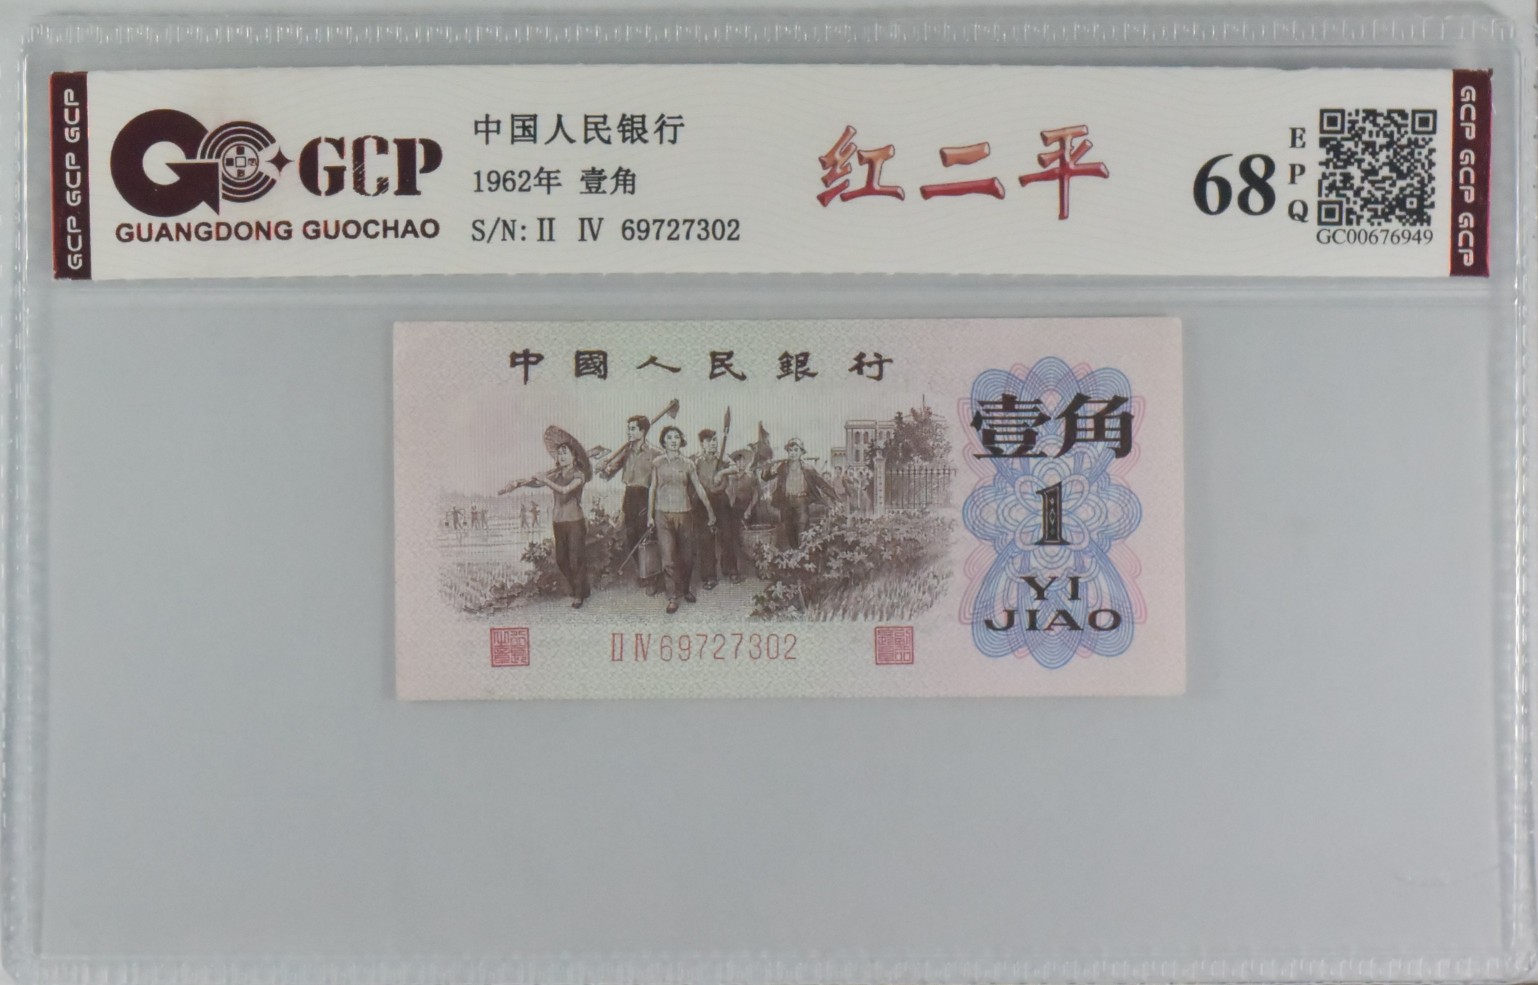 GCP GCP GCP
GCP
GUANGDONG GUOCHAO
中国人民银行
1962年 壹角
S/N: II IV 69727302
红二平
68
EPQ
GC00676949
GCP GCP GCP
中國人民銀行
壹角
1
YI
JIAO
II IV 69727302